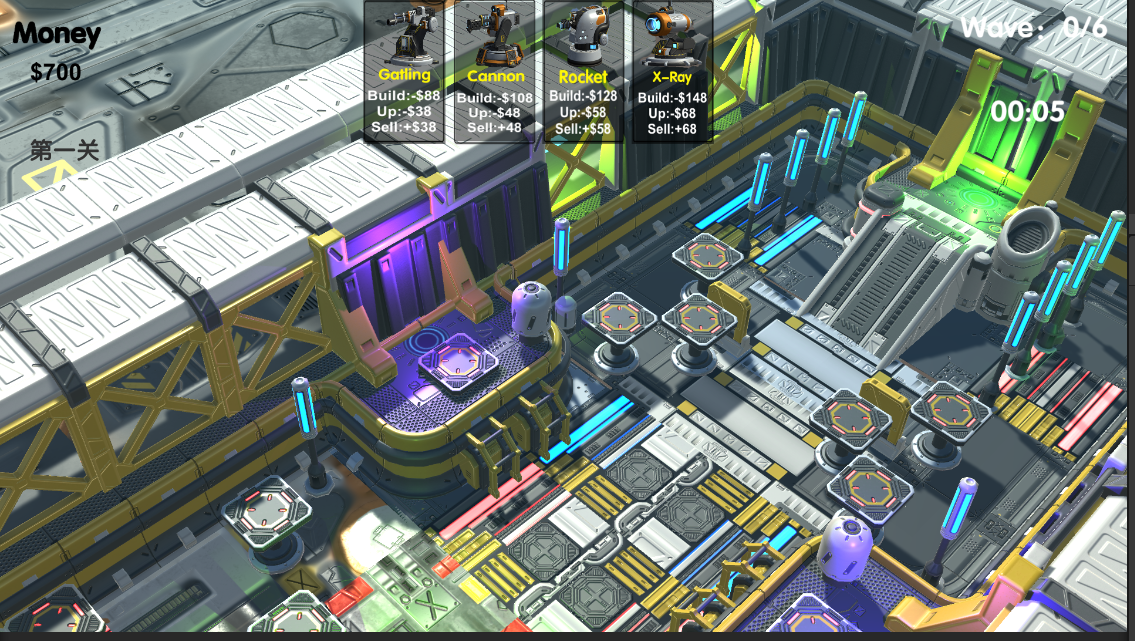 Money
$700
第一关
Gatling
Build:-$88
Up:-$38
Sell:+$38
Cannon
Build:-$108
Up:-$48
Sell:+48
Rocket
Build:-$128
Up:-$58
Sell:+$58
X-Ray
Build:-$148
Up:-$68
Sell:+68
Wave：0/6
00:05